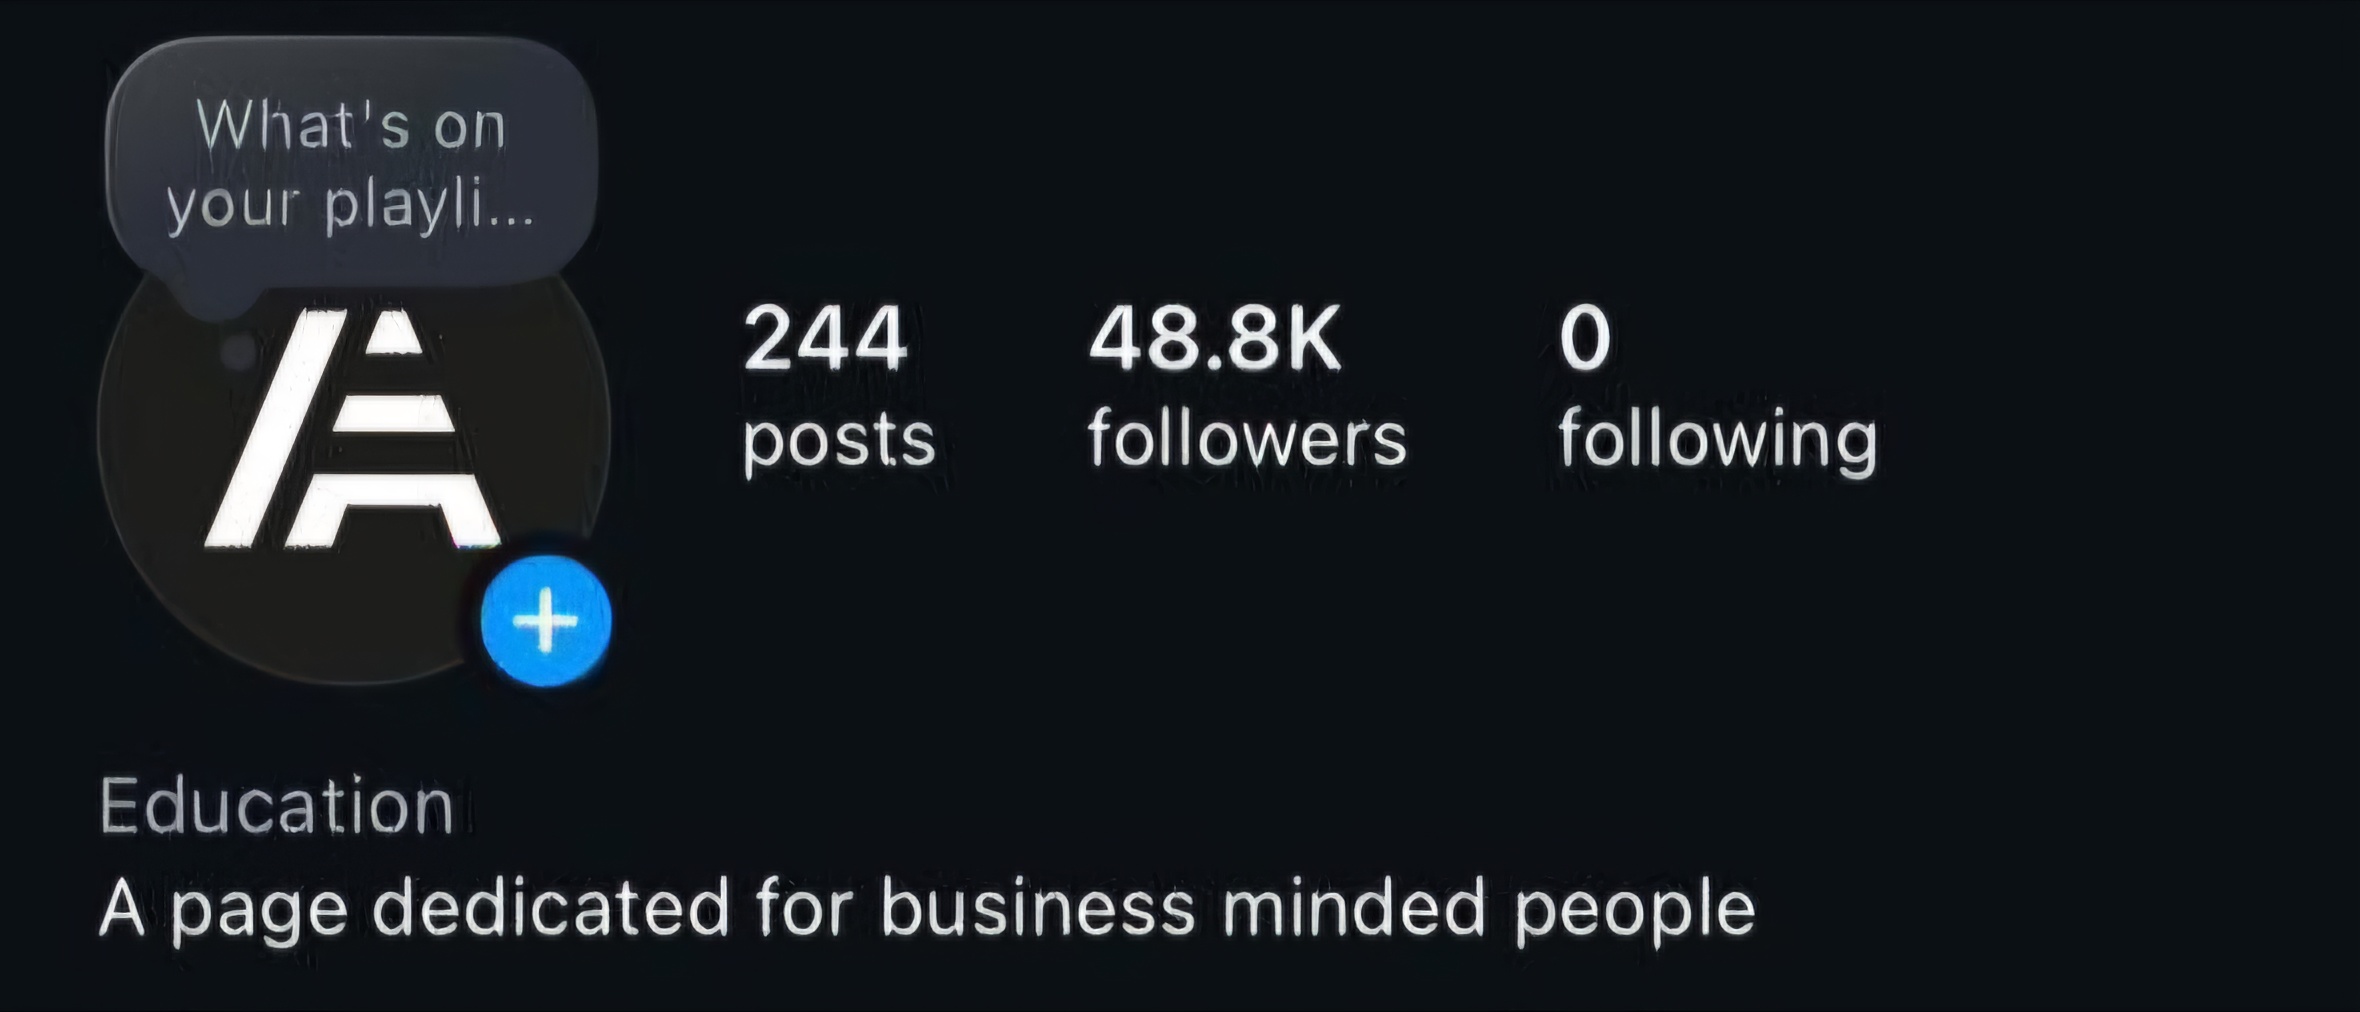 What's on
your playli...
244
posts
48.8K
followers
0
following
Education
A page dedicated for business minded people